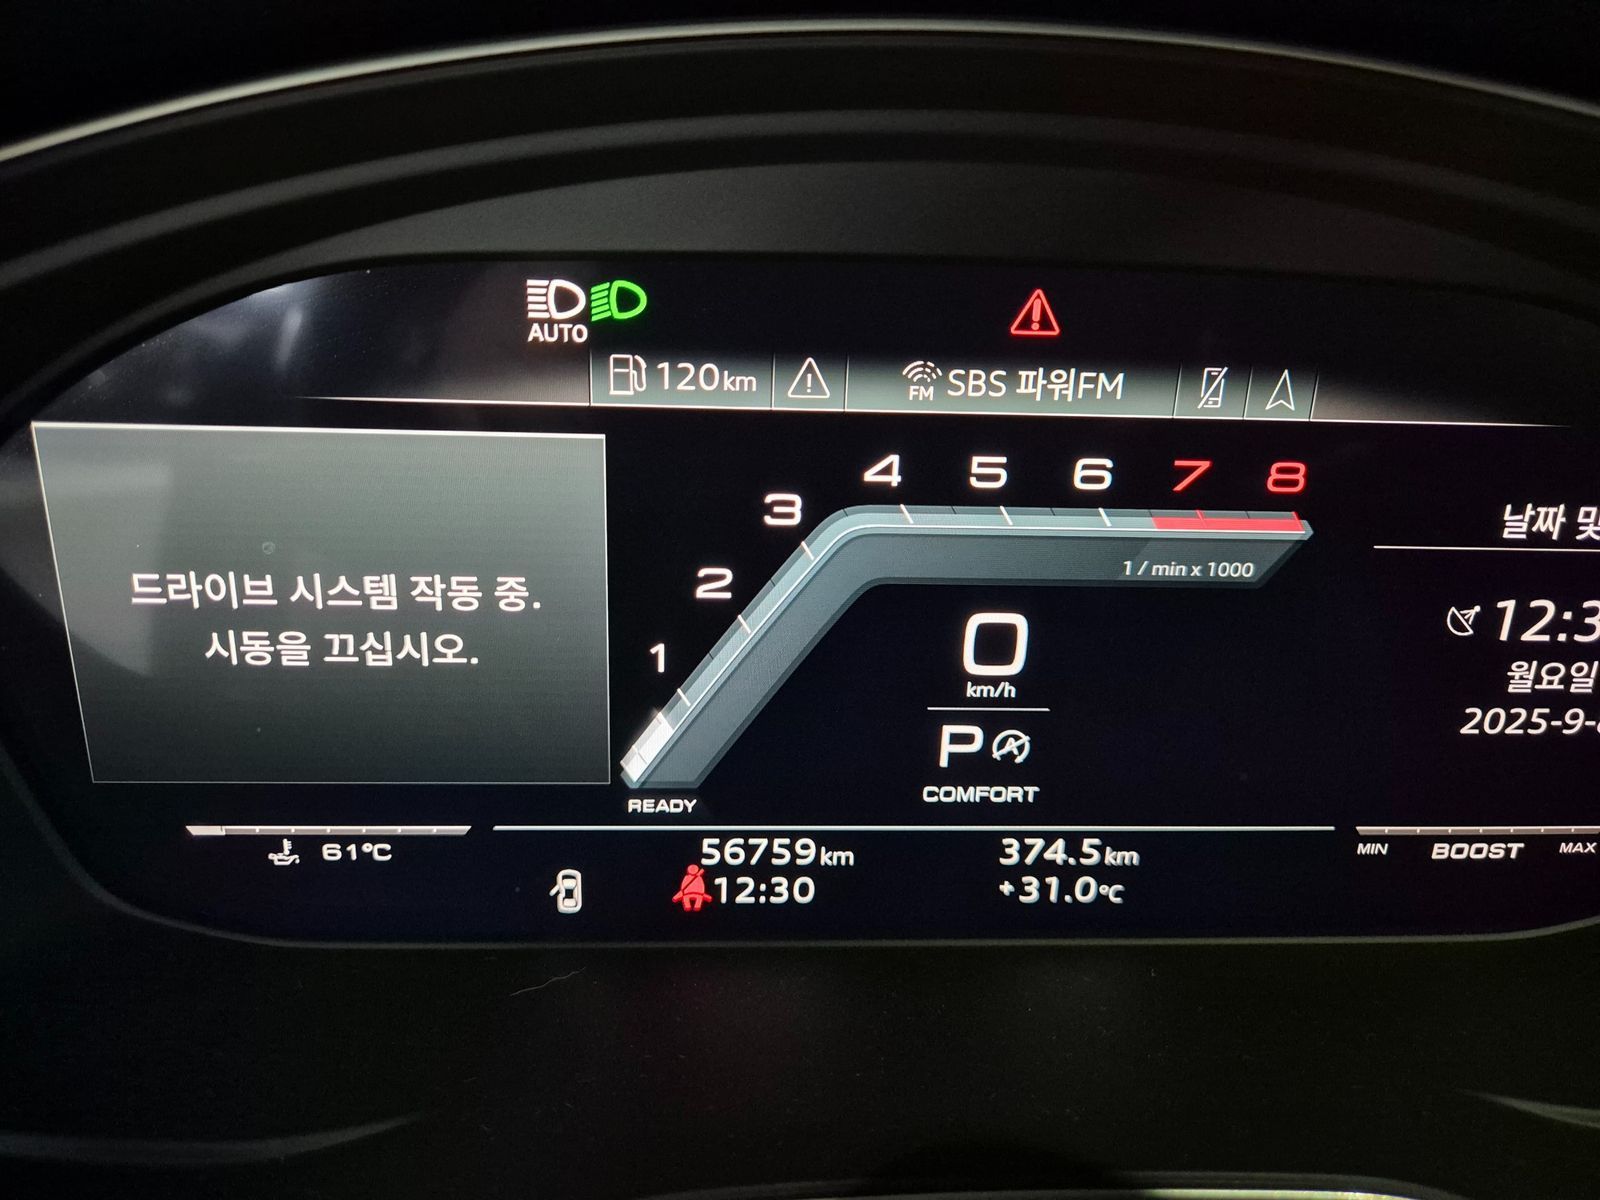 AUTO
120km
FM SBS 파워FM
드라이브 시스템 작동 중.
시동을 끄십시오.
1 2 3 4 5 6 7 8
1 / min x 1000
0
km/h
P
COMFORT
READY
날짜 및
12:3
월요일
2025-9-
61°C
56759km
12:30
374.5km
+31.0°C
MIN BOOST MAX